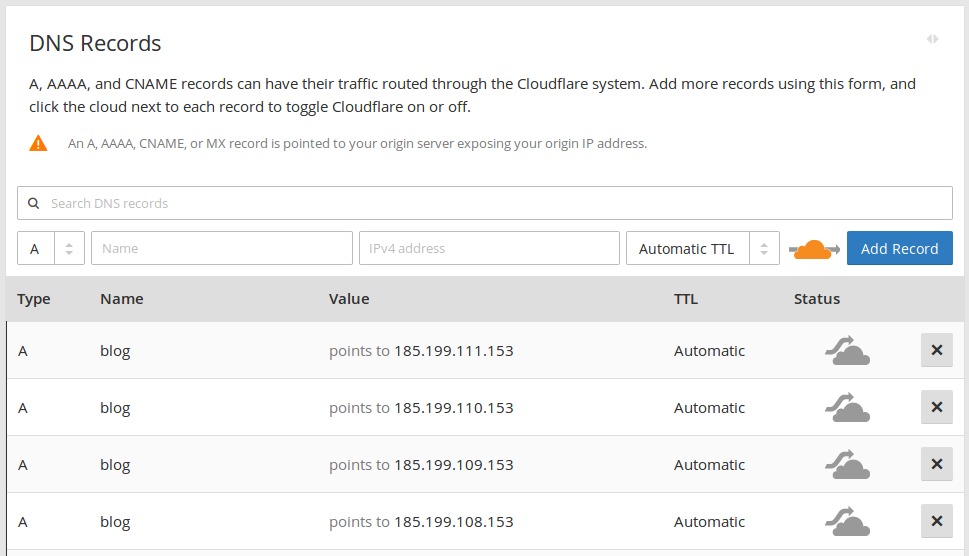 DNS Records
A, AAAA, and CNAME records can have their traffic routed through the Cloudflare system. Add more records using this form, and
click the cloud next to each record to toggle Cloudflare on or off.
An A, AAAA, CNAME, or MX record is pointed to your origin server exposing your origin IP address.
Search DNS records
A Name IPv4 address Automatic TTL Add Record
Type Name Value TTL Status
A blog points to 185.199.111.153 Automatic
A blog points to 185.199.110.153 Automatic
A blog points to 185.199.109.153 Automatic
A blog points to 185.199.108.153 Automatic